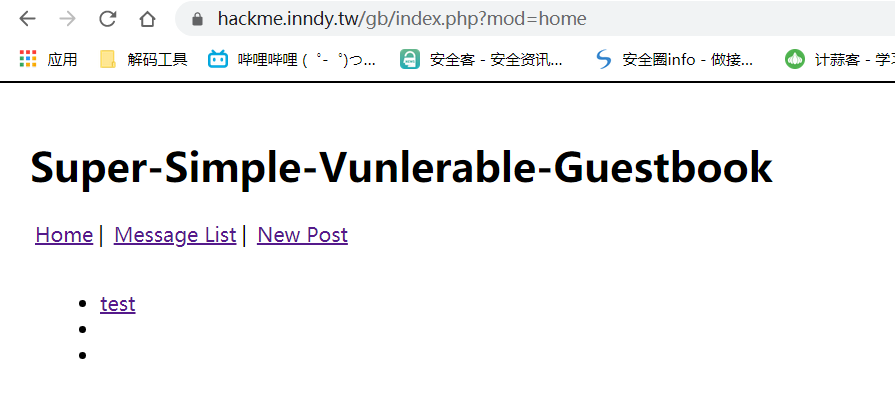 hackme.inndy.tw/gb/index.php?mod=home
应用 解码工具 哔哩哔哩 ( ゜- ゜)つ... 安全客 - 安全资讯... 安全圈info - 做接... 计蒜客 - 学习
Super-Simple-Vunlerable-Guestbook
Home | Message List | New Post
test